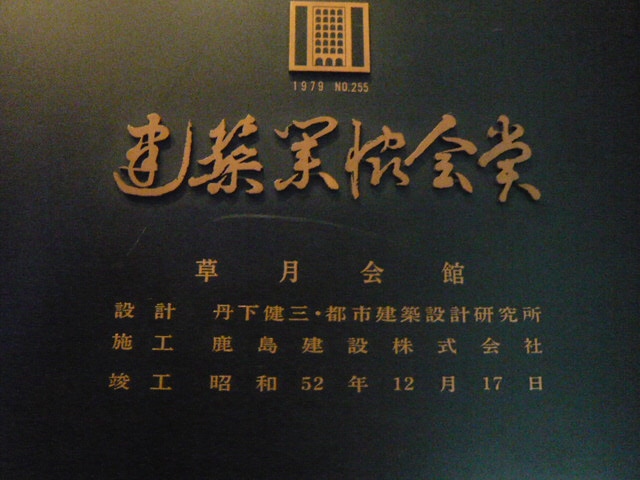 1979 NO.255
建築業協会賞
草月会館
設計 丹下健三・都市建築設計研究所
施工 鹿島建設株式会社
竣工 昭和52年12月17日